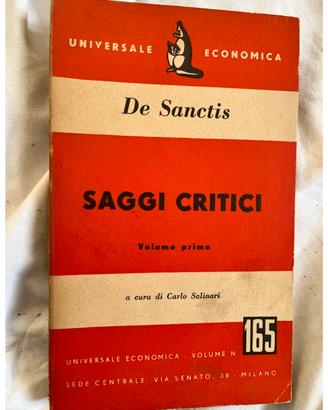 UNIVERSALE ECONOMICA
De Sanctis
SAGGI CRITICI
Volume primo
a cura di Carlo Salinari
UNIVERSALE ECONOMICA - VOLUME N. 165
SEDE CENTRALE: VIA SENATO, 38 - MILANO